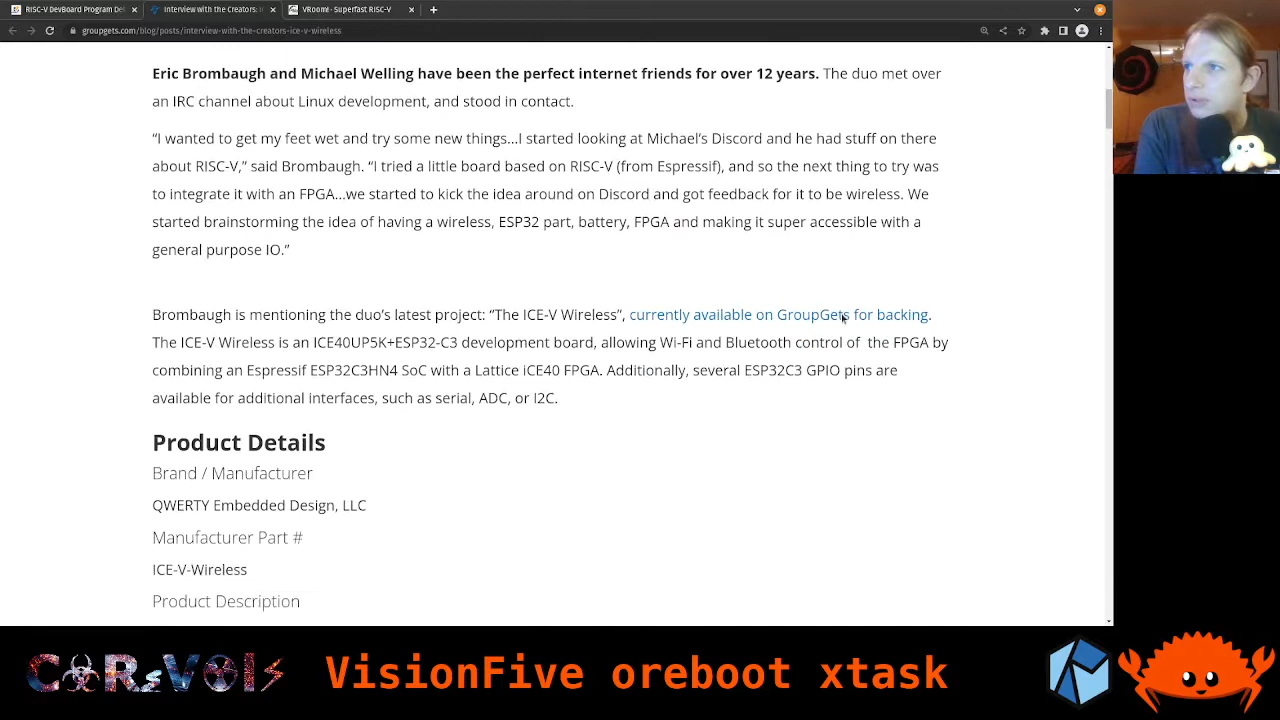 RISC-V DevBoard Program Det
Interview with the Creators: I
VRoom! - Superfast RISC-V
groupgets.com/blog/posts/interview-with-the-creators-ice-v-wireless
Eric Brombaugh and Michael Welling have been the perfect internet friends for over 12 years. The duo met over
an IRC channel about Linux development, and stood in contact.
“I wanted to get my feet wet and try some new things…I started looking at Michael’s Discord and he had stuff on there
about RISC-V,” said Brombaugh. “I tried a little board based on RISC-V (from Espressif), and so the next thing to try was
to integrate it with an FPGA…we started to kick the idea around on Discord and got feedback for it to be wireless. We
started brainstorming the idea of having a wireless, ESP32 part, battery, FPGA and making it super accessible with a
general purpose IO.”
Brombaugh is mentioning the duo’s latest project: “The ICE-V Wireless”, currently available on GroupGets for backing.
The ICE-V Wireless is an ICE40UP5K+ESP32-C3 development board, allowing Wi-Fi and Bluetooth control of the FPGA by
combining an Espressif ESP32C3HN4 SoC with a Lattice iCE40 FPGA. Additionally, several ESP32C3 GPIO pins are
available for additional interfaces, such as serial, ADC, or I2C.
Product Details
Brand / Manufacturer
QWERTY Embedded Design, LLC
Manufacturer Part #
ICE-V-Wireless
Product Description
VisionFive oreboot xtask